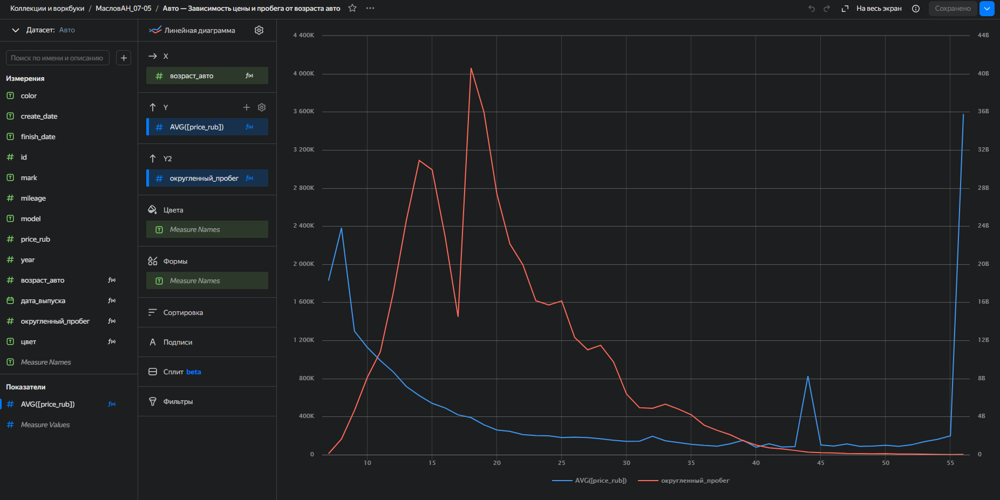 Коллекции и воркбуки / МасловАН_07-05 / Авто — Зависимость цены и пробега от возраста авто
На весь экран
Сохранено
Датасет: Авто
Поиск по имени и описанию
Измерения
color
create_date
finish_date
id
mark
mileage
model
price_rub
year
возраст_авто
дата_выпуска
округленный_пробег
цвет
Measure Names
Показатели
AVG([price_rub])
Measure Values
Линейная диаграмма
X
возраст_авто
Y
AVG([price_rub])
Y2
округленный_пробег
Цвета
Measure Names
Формы
Measure Names
Сортировка
Подписи
Сплит beta
Фильтры
4 400K
4 000K
3 600K
3 200K
2 800K
2 400K
2 000K
1 600K
1 200K
800K
400K
0
44B
40B
36B
32B
28B
24B
20B
16B
12B
8B
4B
0
10 15 20 25 30 35 40 45 50 55
AVG([price_rub]) округленный_пробег